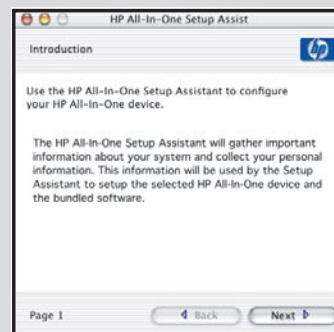 HP All-In-One Setup Assist
Introduction
hp
Use the HP All-In-One Setup Assistant to configure
your HP All-In-One device.
The HP All-In-One Setup Assistant will gather important
information about your system and collect your personal
information. This information will be used by the Setup
Assistant to setup the selected HP All-In-One device and
the bundled software.
Page 1
Back
Next